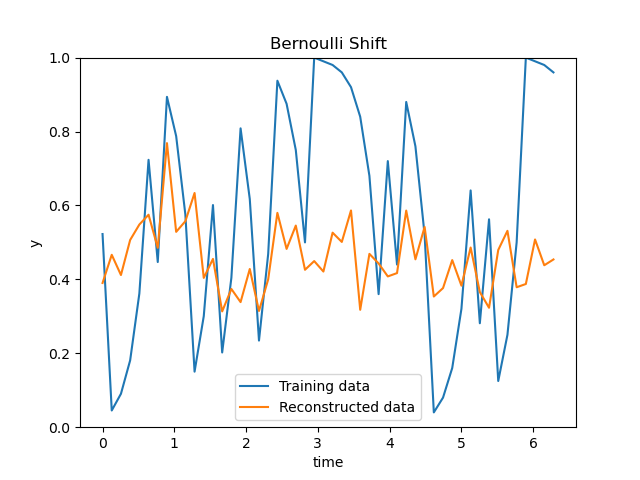 Bernoulli Shift
1.0
0.8
0.6
y
0.4
0.2
0.0
Training data
Reconstructed data
0 1 2 3 4 5 6
time